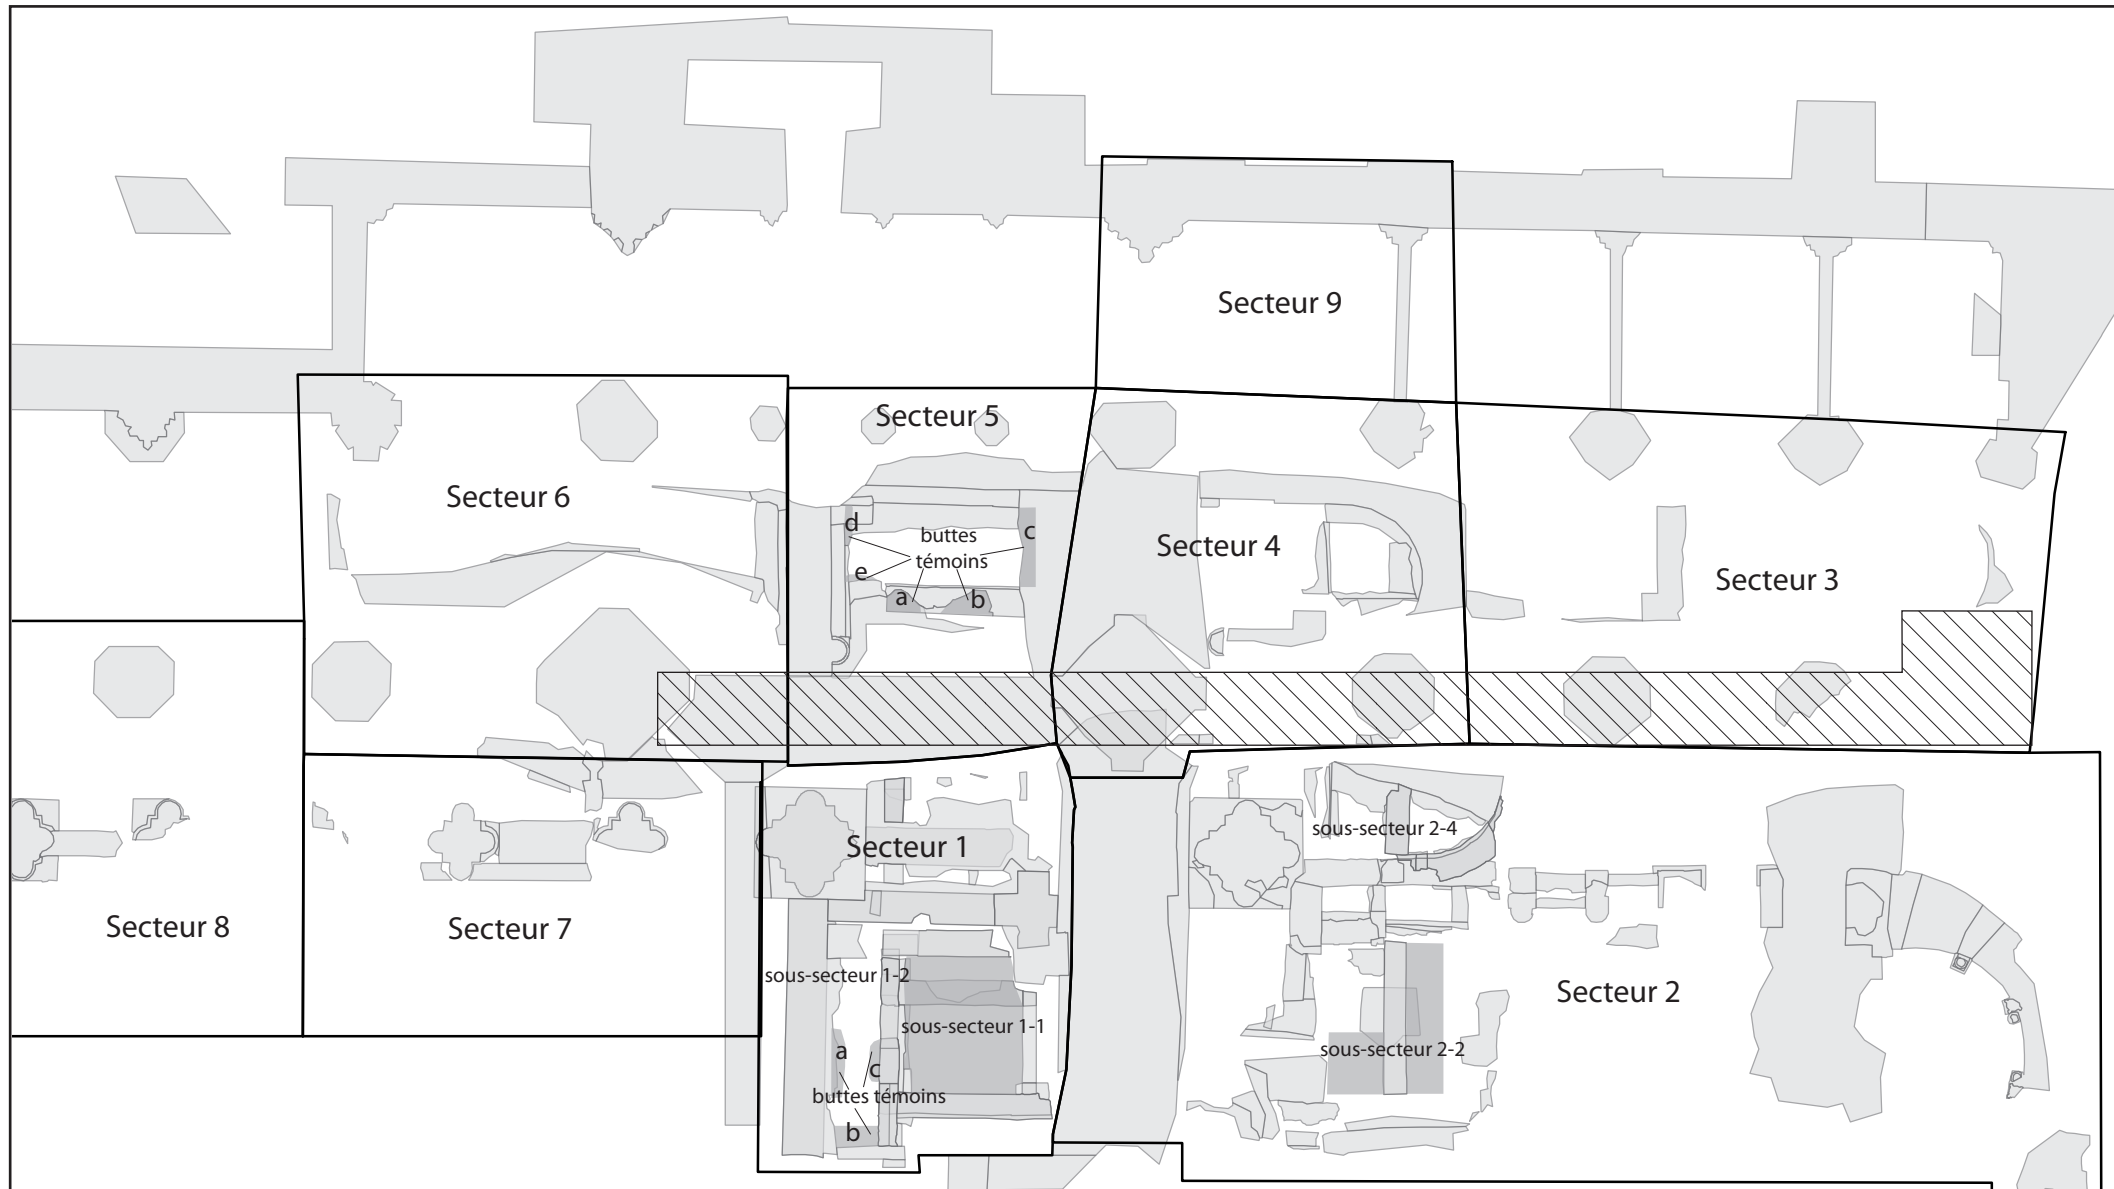 Secteur 9
Secteur 5
Secteur 6
d
buttes
témoins
c
e
a
b
Secteur 4
Secteur 3
Secteur 1
sous-secteur 2-4
Secteur 8
Secteur 7
sous-secteur 1-2
sous-secteur 1-1
Secteur 2
sous-secteur 2-2
a
c
buttes témoins
b